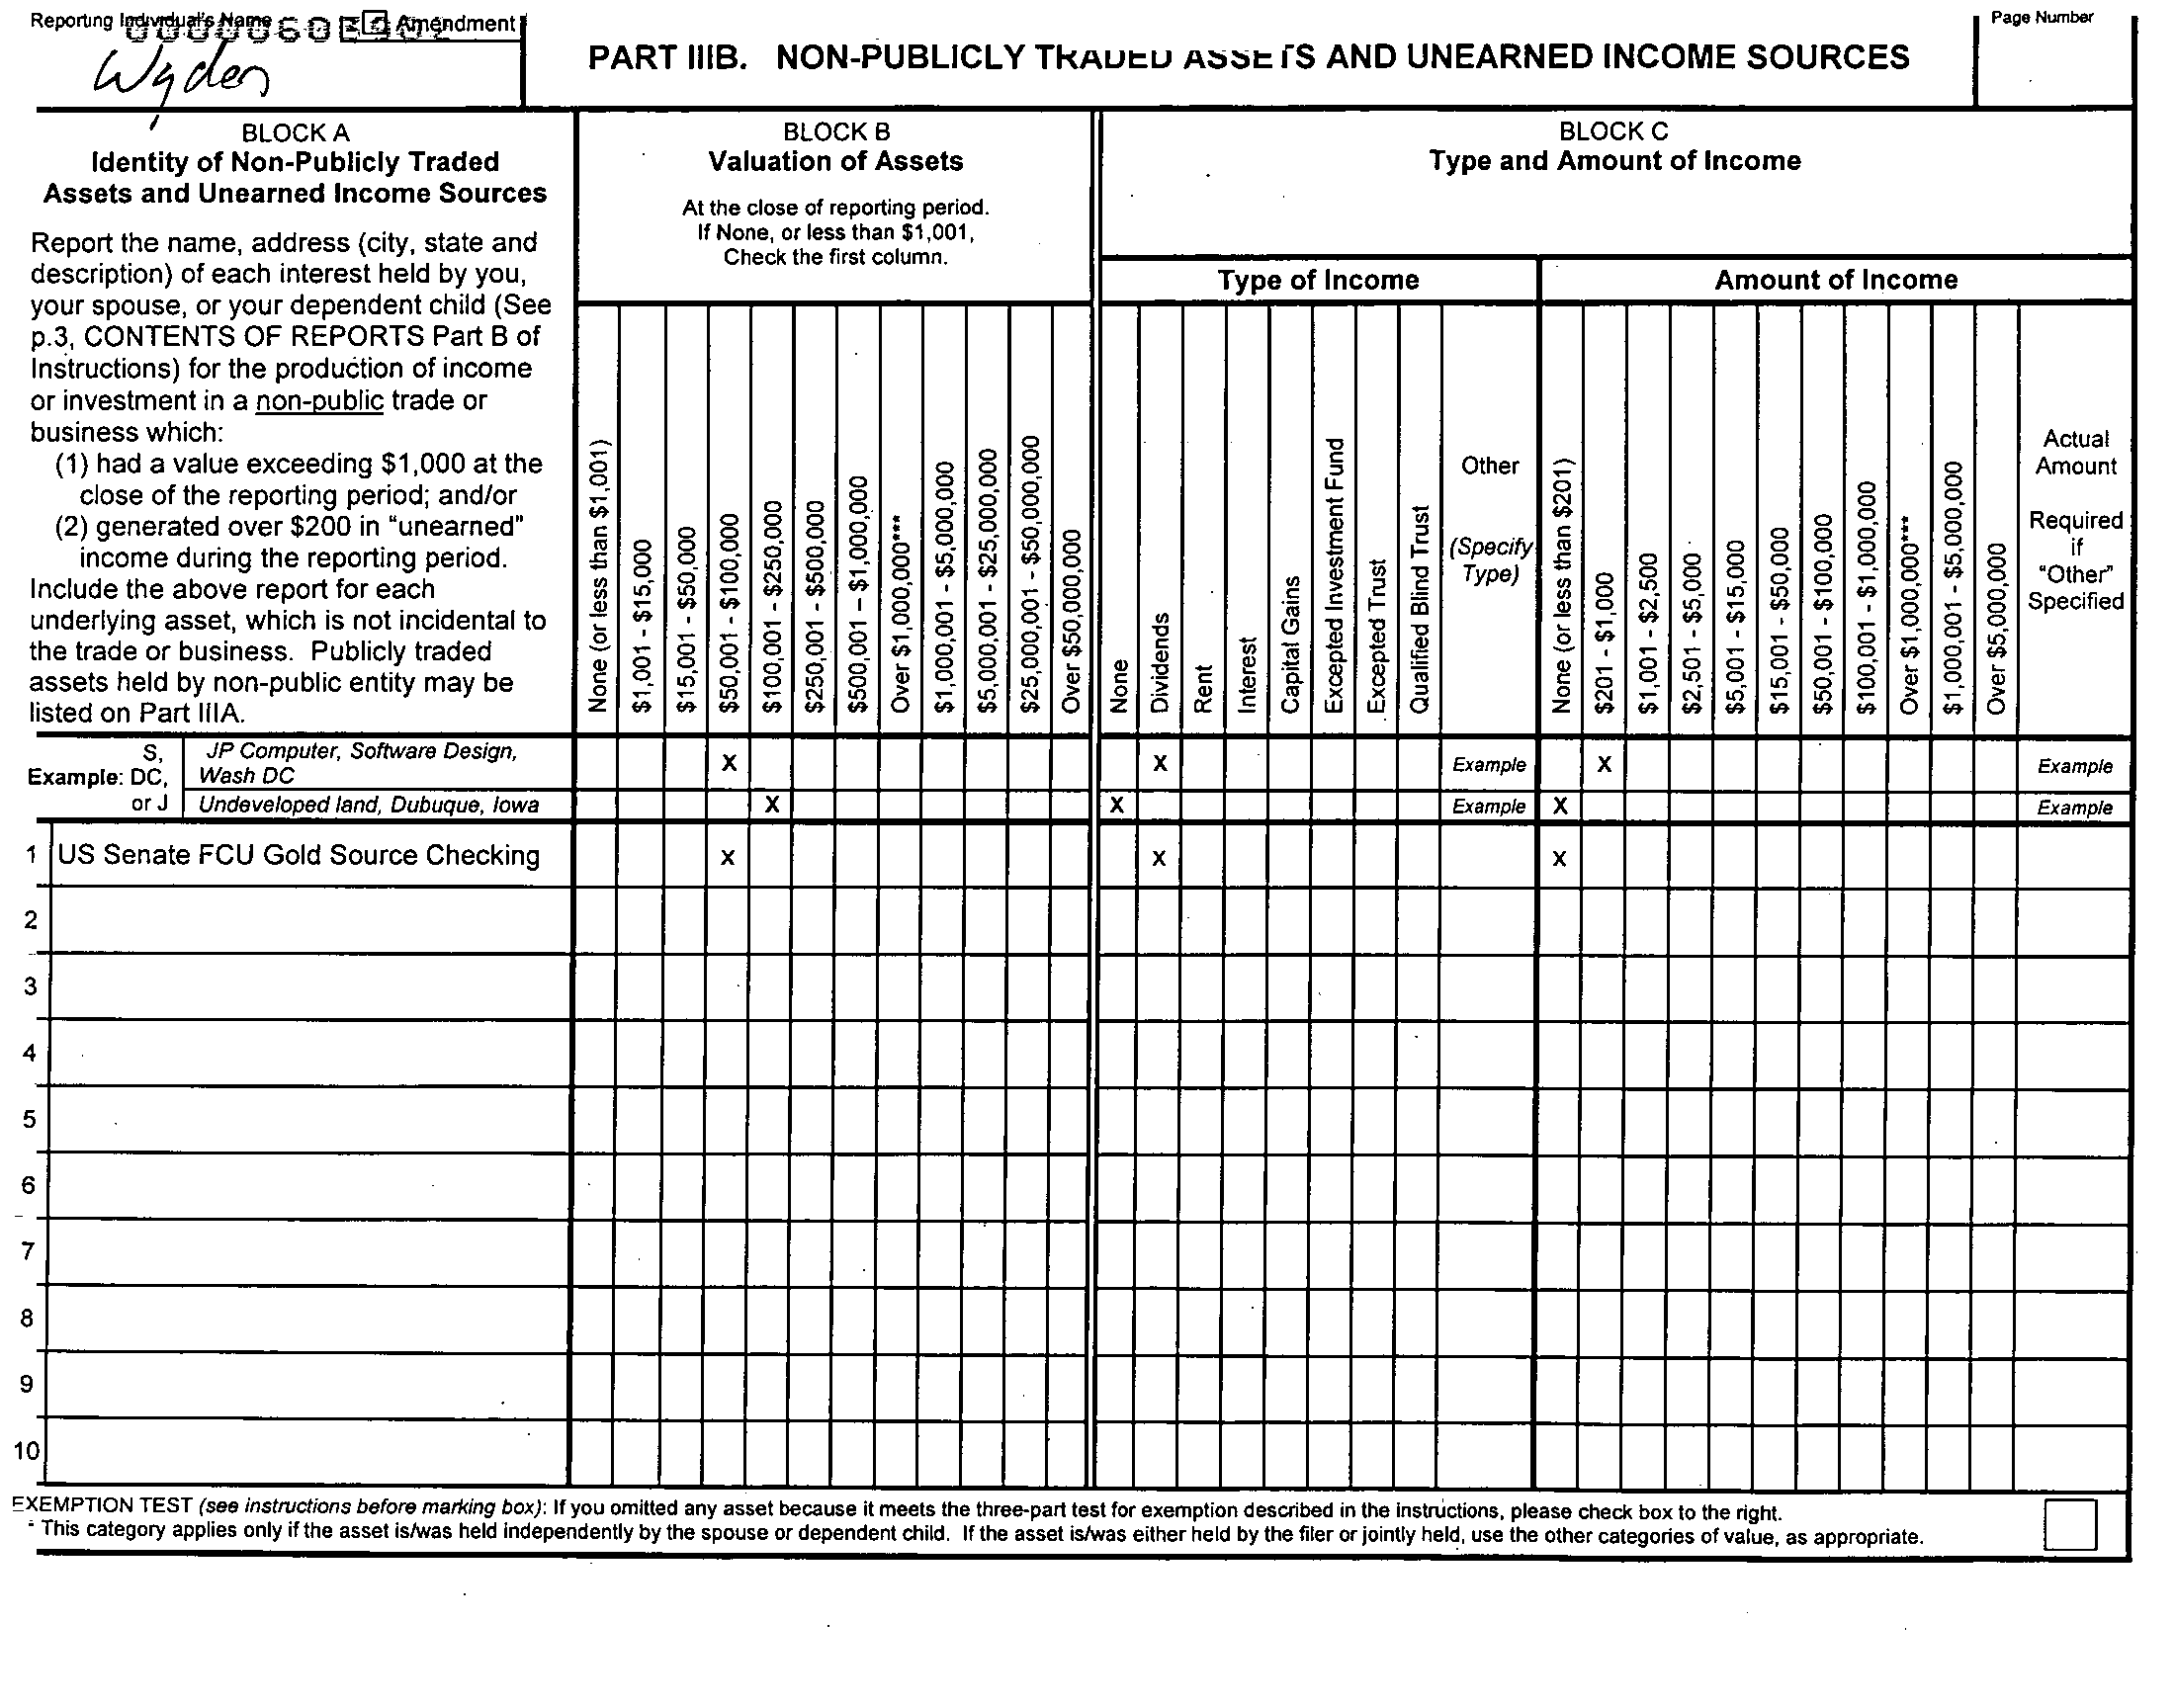 Reporting Individual's Name
Amendment
Wyden
PART IIIB. NON-PUBLICLY TRADED ASSETS AND UNEARNED INCOME SOURCES
Page Number
BLOCK A
Identity of Non-Publicly Traded
Assets and Unearned Income Sources
Report the name, address (city, state and
description) of each interest held by you,
your spouse, or your dependent child (See
p.3, CONTENTS OF REPORTS Part B of
Instructions) for the production of income
or investment in a non-public trade or
business which:
(1) had a value exceeding $1,000 at the
close of the reporting period; and/or
(2) generated over $200 in "unearned"
income during the reporting period.
Include the above report for each
underlying asset, which is not incidental to
the trade or business. Publicly traded
assets held by non-public entity may be
listed on Part IIIA.
BLOCK B
Valuation of Assets
At the close of reporting period.
If None, or less than $1,001,
Check the first column.
None (or less than $1,001)
$1,001 - $15,000
$15,001 - $50,000
$50,001 - $100,000
$100,001 - $250,000
$250,001 - $500,000
$500,001 – $1,000,000
Over $1,000,000***
$1,000,001 - $5,000,000
$5,000,001 - $25,000,000
$25,000,001 - $50,000,000
Over $50,000,000
BLOCK C
Type and Amount of Income
Type of Income
None
Dividends
Rent
Interest
Capital Gains
Excepted Investment Fund
Excepted Trust
Qualified Blind Trust
Other
(Specify
Type)
Amount of Income
None (or less than $201)
$201 - $1,000
$1,001 - $2,500
$2,501 - $5,000
$5,001 - $15,000
$15,001 - $50,000
$50,001 - $100,000
$100,001 - $1,000,000
Over $1,000,000***
$1,000,001 - $5,000,000
Over $5,000,000
Actual
Amount
Required
if
"Other"
Specified
Example: S, DC, or J
JP Computer, Software Design,
Wash DC X X Example X Example
Undeveloped land, Dubuque, Iowa X X Example X Example
1 US Senate FCU Gold Source Checking X X X
2
3
4
5
6
7
8
9
10
EXEMPTION TEST (see instructions before marking box): If you omitted any asset because it meets the three-part test for exemption described in the instructions, please check box to the right.
* This category applies only if the asset is/was held independently by the spouse or dependent child. If the asset is/was either held by the filer or jointly held, use the other categories of value, as appropriate.